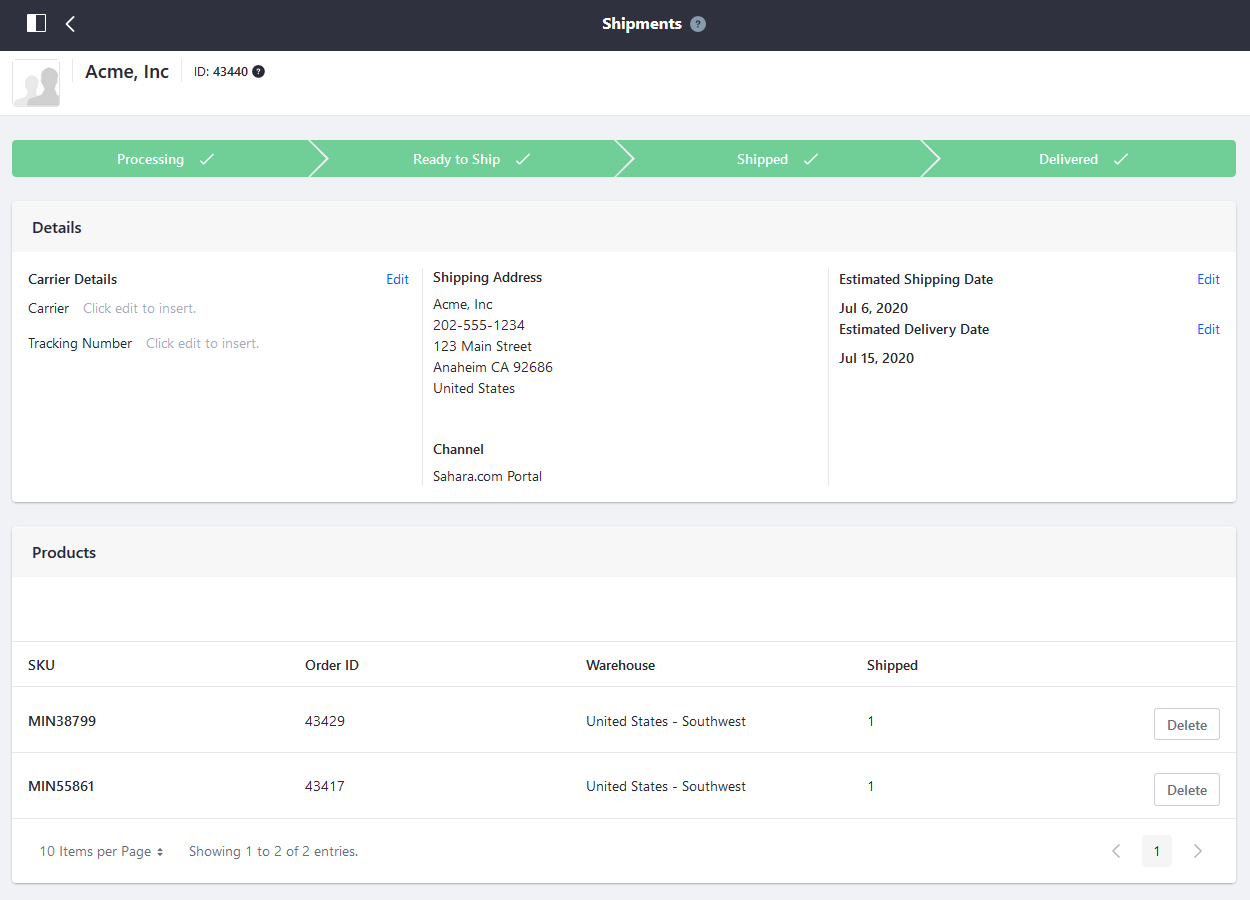 Shipments ?
Acme, Inc ID: 43440 ?
Processing Ready to Ship Shipped Delivered
Details
Carrier Details Edit
Carrier Click edit to insert.
Tracking Number Click edit to insert.
Shipping Address
Acme, Inc
202-555-1234
123 Main Street
Anaheim CA 92686
United States
Channel
Sahara.com Portal
Estimated Shipping Date Edit
Jul 6, 2020
Estimated Delivery Date Edit
Jul 15, 2020
Products
SKU Order ID Warehouse Shipped
MIN38799 43429 United States - Southwest 1 Delete
MIN55861 43417 United States - Southwest 1 Delete
10 Items per Page Showing 1 to 2 of 2 entries. 1